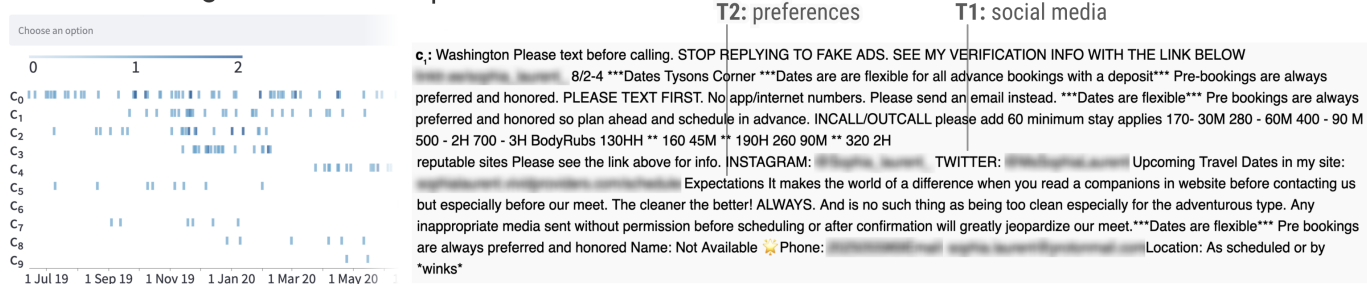 T2: preferences
T1: social media
Choose an option
0 1 2
C0
C1
C2
C3
C4
C5
C6
C7
C8
C9
1 Jul 19 1 Sep 19 1 Nov 19 1 Jan 20 1 Mar 20 1 May 20
c1: Washington Please text before calling. STOP REPLYING TO FAKE ADS. SEE MY VERIFICATION INFO WITH THE LINK BELOW
8/2-4 ***Dates Tysons Corner ***Dates are are flexible for all advance bookings with a deposit*** Pre-bookings are always
preferred and honored. PLEASE TEXT FIRST. No app/internet numbers. Please send an email instead. ***Dates are flexible*** Pre bookings are always
preferred and honored so plan ahead and schedule in advance. INCALL/OUTCALL please add 60 minimum stay applies 170- 30M 280 - 60M 400 - 90 M
500 - 2H 700 - 3H BodyRubs 130HH ** 160 45M ** 190H 260 90M ** 320 2H
reputable sites Please see the link above for info. INSTAGRAM: TWITTER: Upcoming Travel Dates in my site:
Expectations It makes the world of a difference when you read a companions in website before contacting us
but especially before our meet. The cleaner the better! ALWAYS. And is no such thing as being too clean especially for the adventurous type. Any
inappropriate media sent without permission before scheduling or after confirmation will greatly jeopardize our meet.***Dates are flexible*** Pre bookings
are always preferred and honored Name: Not Available Phone: Location: As scheduled or by
*winks*